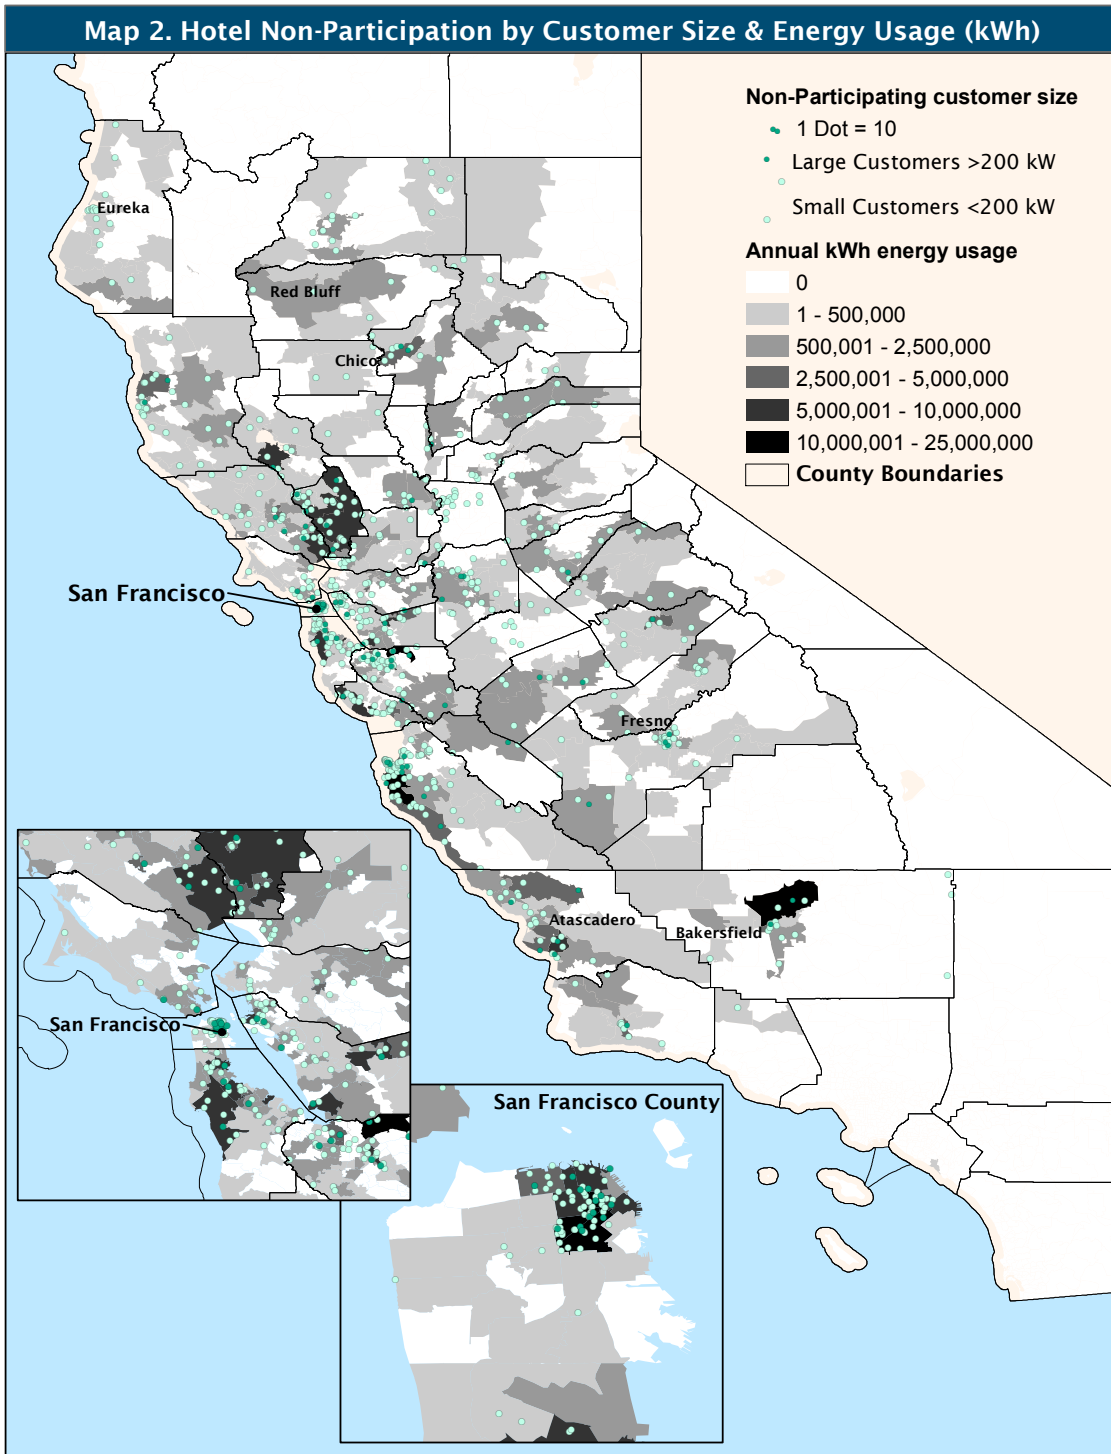 Map 2. Hotel Non-Participation by Customer Size & Energy Usage (kWh)
Non-Participating customer size
1 Dot = 10
Large Customers >200 kW
Small Customers <200 kW
Annual kWh energy usage
0
1 - 500,000
500,001 - 2,500,000
2,500,001 - 5,000,000
5,000,001 - 10,000,000
10,000,001 - 25,000,000
County Boundaries
Eureka
Red Bluff
Chico
San Francisco
Fresno
Atascadero
Bakersfield
San Francisco
San Francisco County